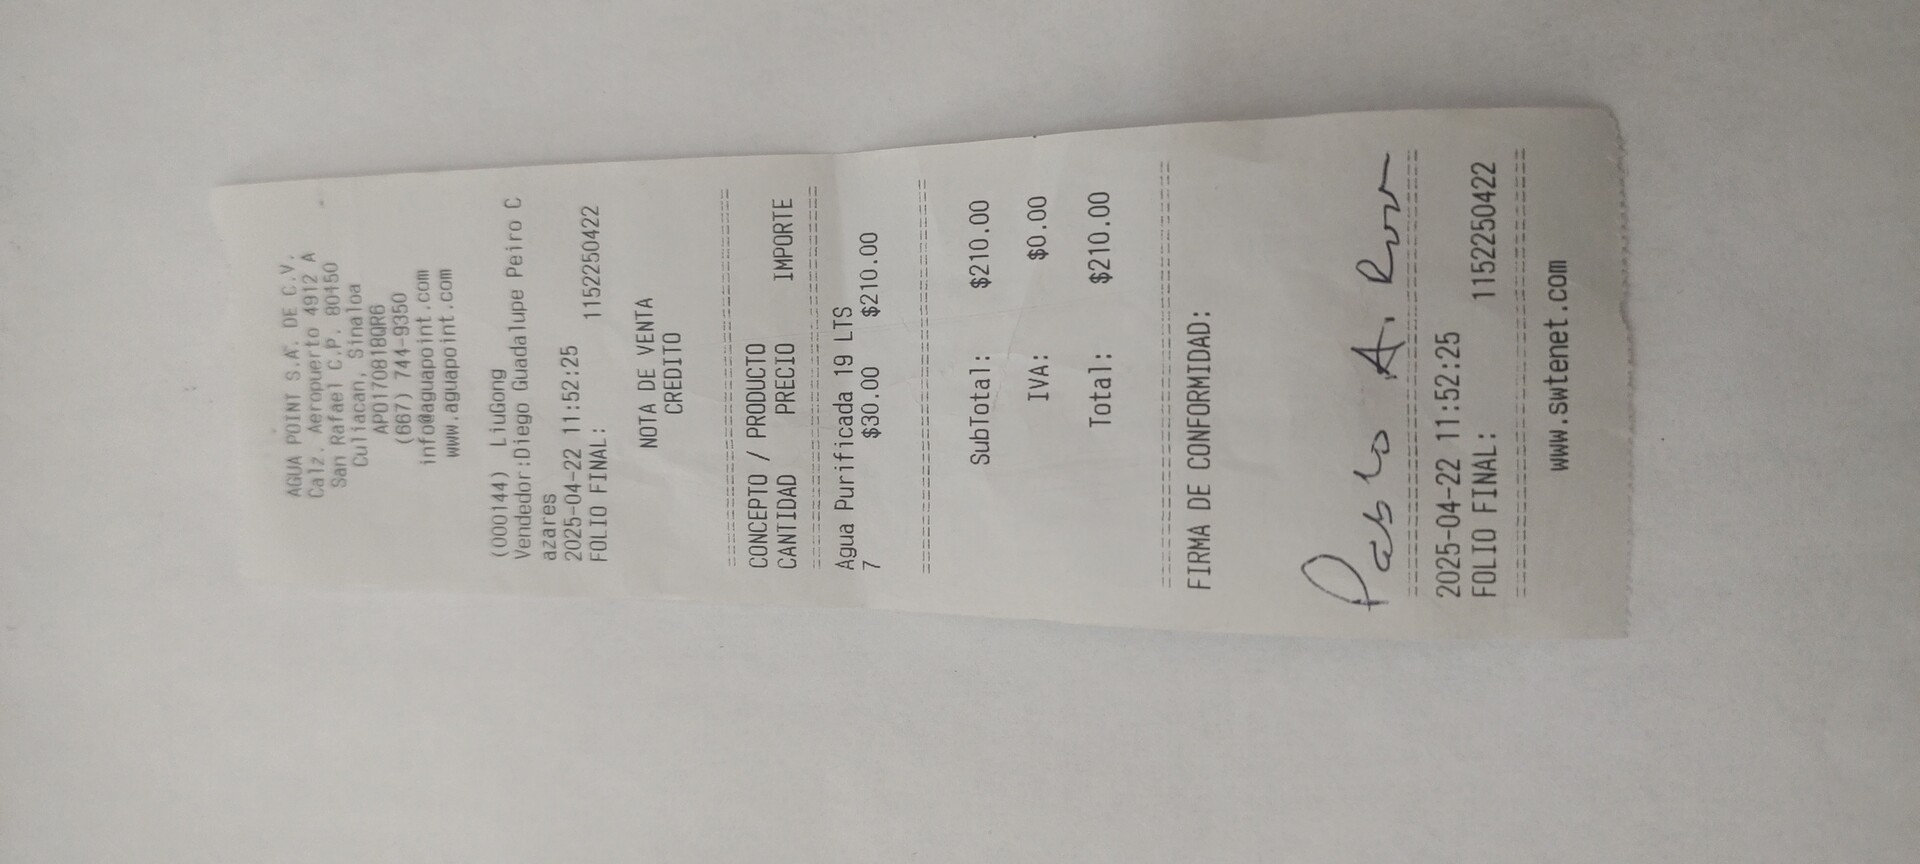 AGUA POINT S.A. DE C.V.
Calz. Aeropuerto 4912 A
San Rafael C.P. 80150
Culiacan, Sinaloa
APO170818QR6
(667) 744-9350
info@aguapoint.com
www.aguapoint.com
(000144) LiuGong
Vendedor:Diego Guadalupe Peiro C
azares
2025-04-22 11:52:25
FOLIO FINAL: 1152250422
NOTA DE VENTA
CREDITO
================================
CONCEPTO / PRODUCTO
CANTIDAD PRECIO IMPORTE
================================
Agua Purificada 19 LTS
7 $30.00 $210.00
================================
SubTotal: $210.00
IVA: $0.00
Total: $210.00
================================
FIRMA DE CONFORMIDAD:
Pablo A.
================================
2025-04-22 11:52:25
FOLIO FINAL: 1152250422
================================
www.swtenet.com